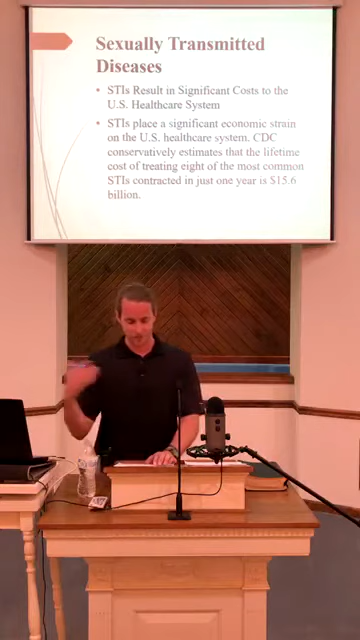 Sexually Transmitted
Diseases
• STIs Result in Significant Costs to the
U.S. Healthcare System
• STIs place a significant economic strain
on the U.S. healthcare system. CDC
conservatively estimates that the lifetime
cost of treating eight of the most common
STIs contracted in just one year is $15.6
billion.